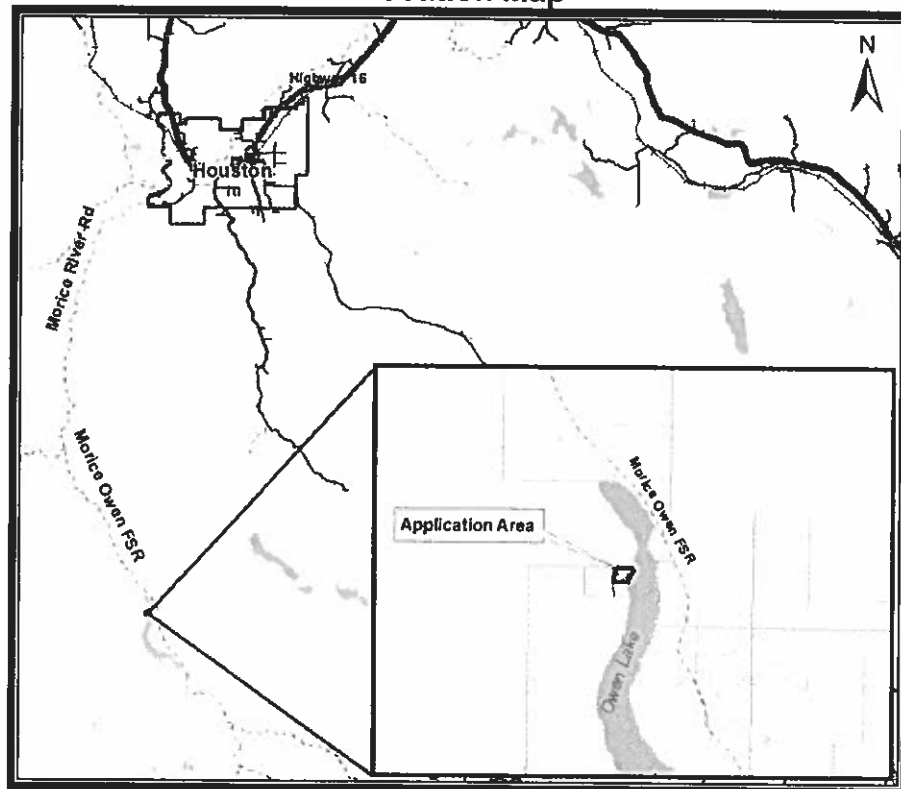 N
Highway 16
Houston
Morice River Rd
Morice Owen FSR
Morice Owen FSR
Application Area
Owen Lake